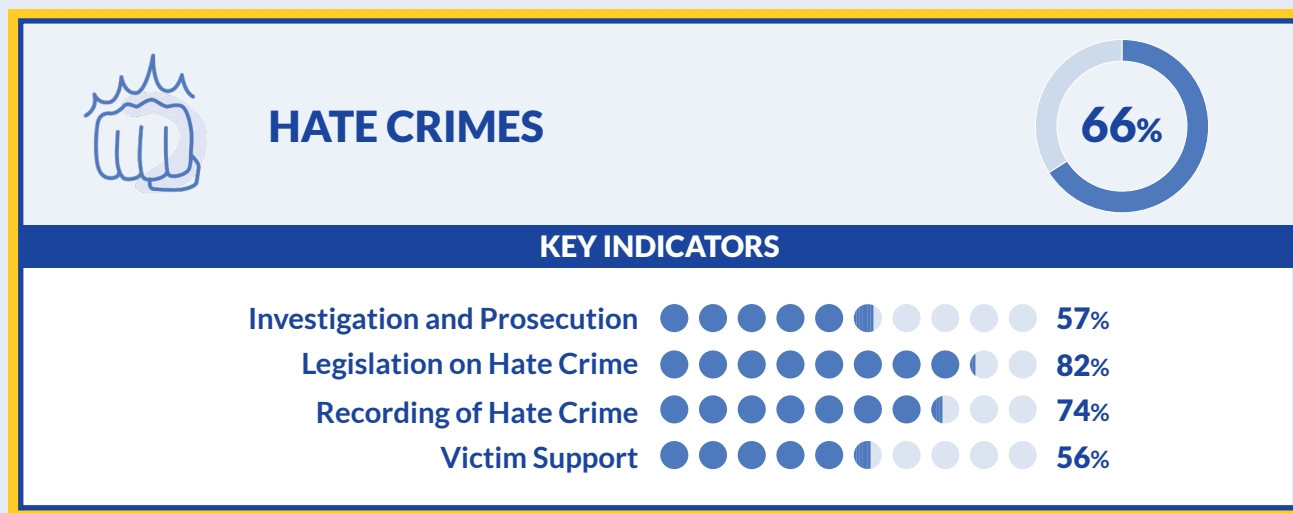 HATE CRIMES
66%
KEY INDICATORS
Investigation and Prosecution 57%
Legislation on Hate Crime 82%
Recording of Hate Crime 74%
Victim Support 56%